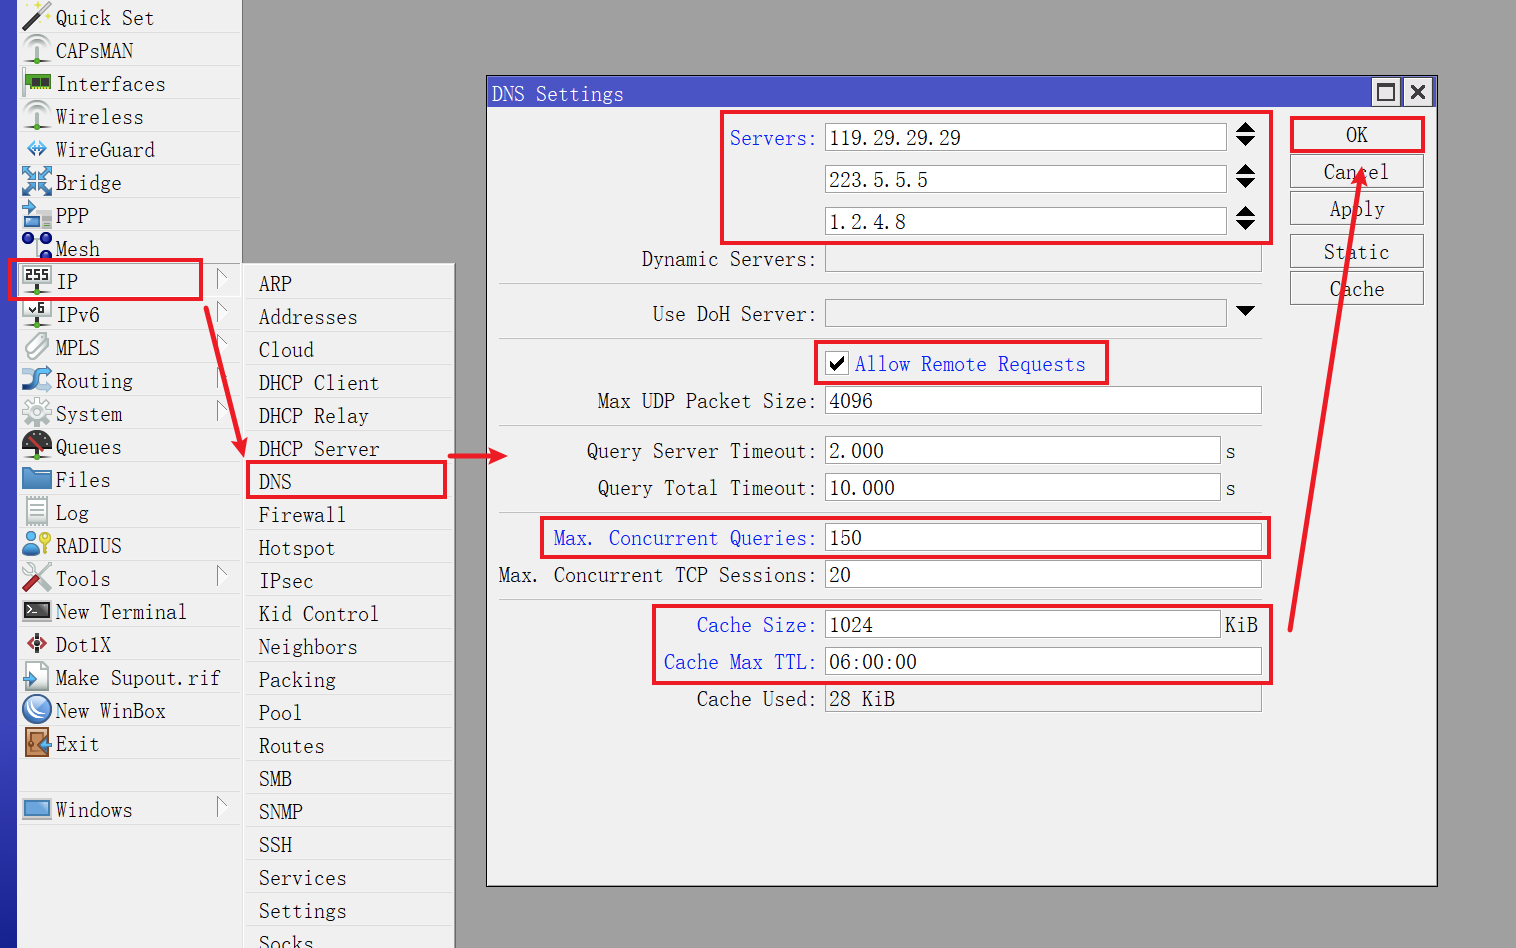 Quick Set
CAPsMAN
Interfaces
Wireless
WireGuard
Bridge
PPP
Mesh
255 IP
v6 IPv6
MPLS
Routing
System
Queues
Files
Log
RADIUS
Tools
New Terminal
Dot1X
Make Supout.rif
New WinBox
Exit
Windows
ARP
Addresses
Cloud
DHCP Client
DHCP Relay
DHCP Server
DNS
Firewall
Hotspot
IPsec
Kid Control
Neighbors
Packing
Pool
Routes
SMB
SNMP
SSH
Services
Settings
Socks
DNS Settings
Servers: 119.29.29.29
223.5.5.5
1.2.4.8
Dynamic Servers:
Use DoH Server:
Allow Remote Requests
Max UDP Packet Size: 4096
Query Server Timeout: 2.000 s
Query Total Timeout: 10.000 s
Max. Concurrent Queries: 150
Max. Concurrent TCP Sessions: 20
Cache Size: 1024 KiB
Cache Max TTL: 06:00:00
Cache Used: 28 KiB
OK
Cancel
Apply
Static
Cache